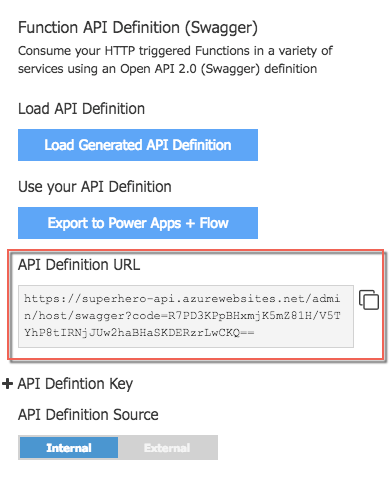 Function API Definition (Swagger)
Consume your HTTP triggered Functions in a variety of
services using an Open API 2.0 (Swagger) definition
Load API Definition
Load Generated API Definition
Use your API Definition
Export to Power Apps + Flow
API Definition URL
https://superhero-api.azurewebsites.net/admi
n/host/swagger?code=R7PD3KPpBHxmjK5mZ81H/V5T
YhP8tIRNjJUw2haBHaSKDERzrLwCKQ==
+ API Defintion Key
API Definition Source
Internal
External